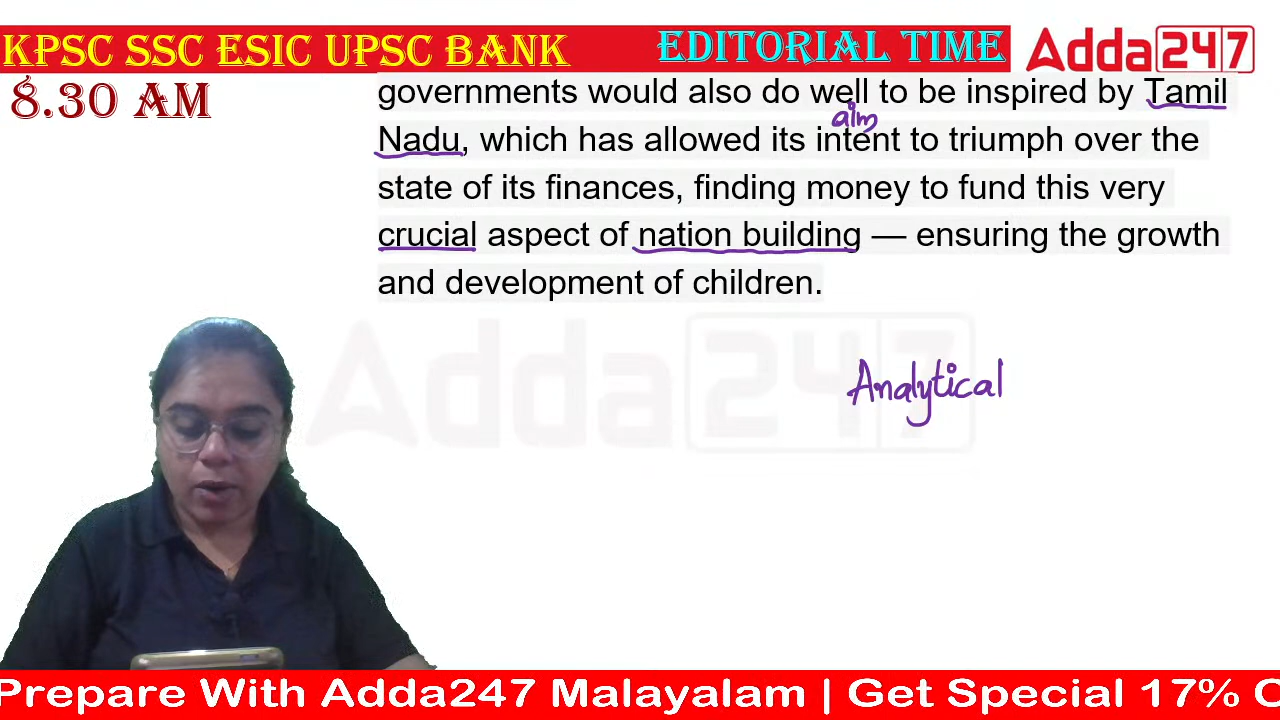 KPSC SSC ESIC UPSC BANK
EDITORIAL TIME
Adda247
8.30 AM
governments would also do well to be inspired by Tamil
aim
Nadu, which has allowed its intent to triumph over the
state of its finances, finding money to fund this very
crucial aspect of nation building — ensuring the growth
and development of children.
Adda247
Analytical
Prepare With Adda247 Malayalam | Get Special 17%